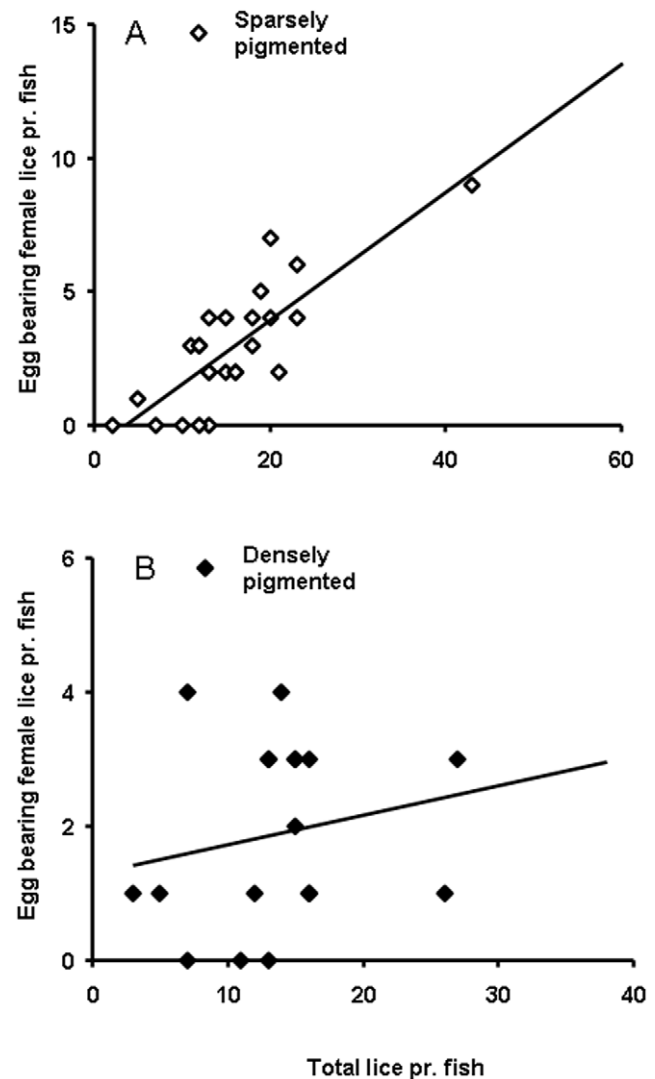 15
A
Sparsely
pigmented
10
5
0
0 20 40 60
Egg bearing female lice pr. fish
6
B
Densely
pigmented
4
2
0
0 10 20 30 40
Egg bearing female lice pr. fish
Total lice pr. fish